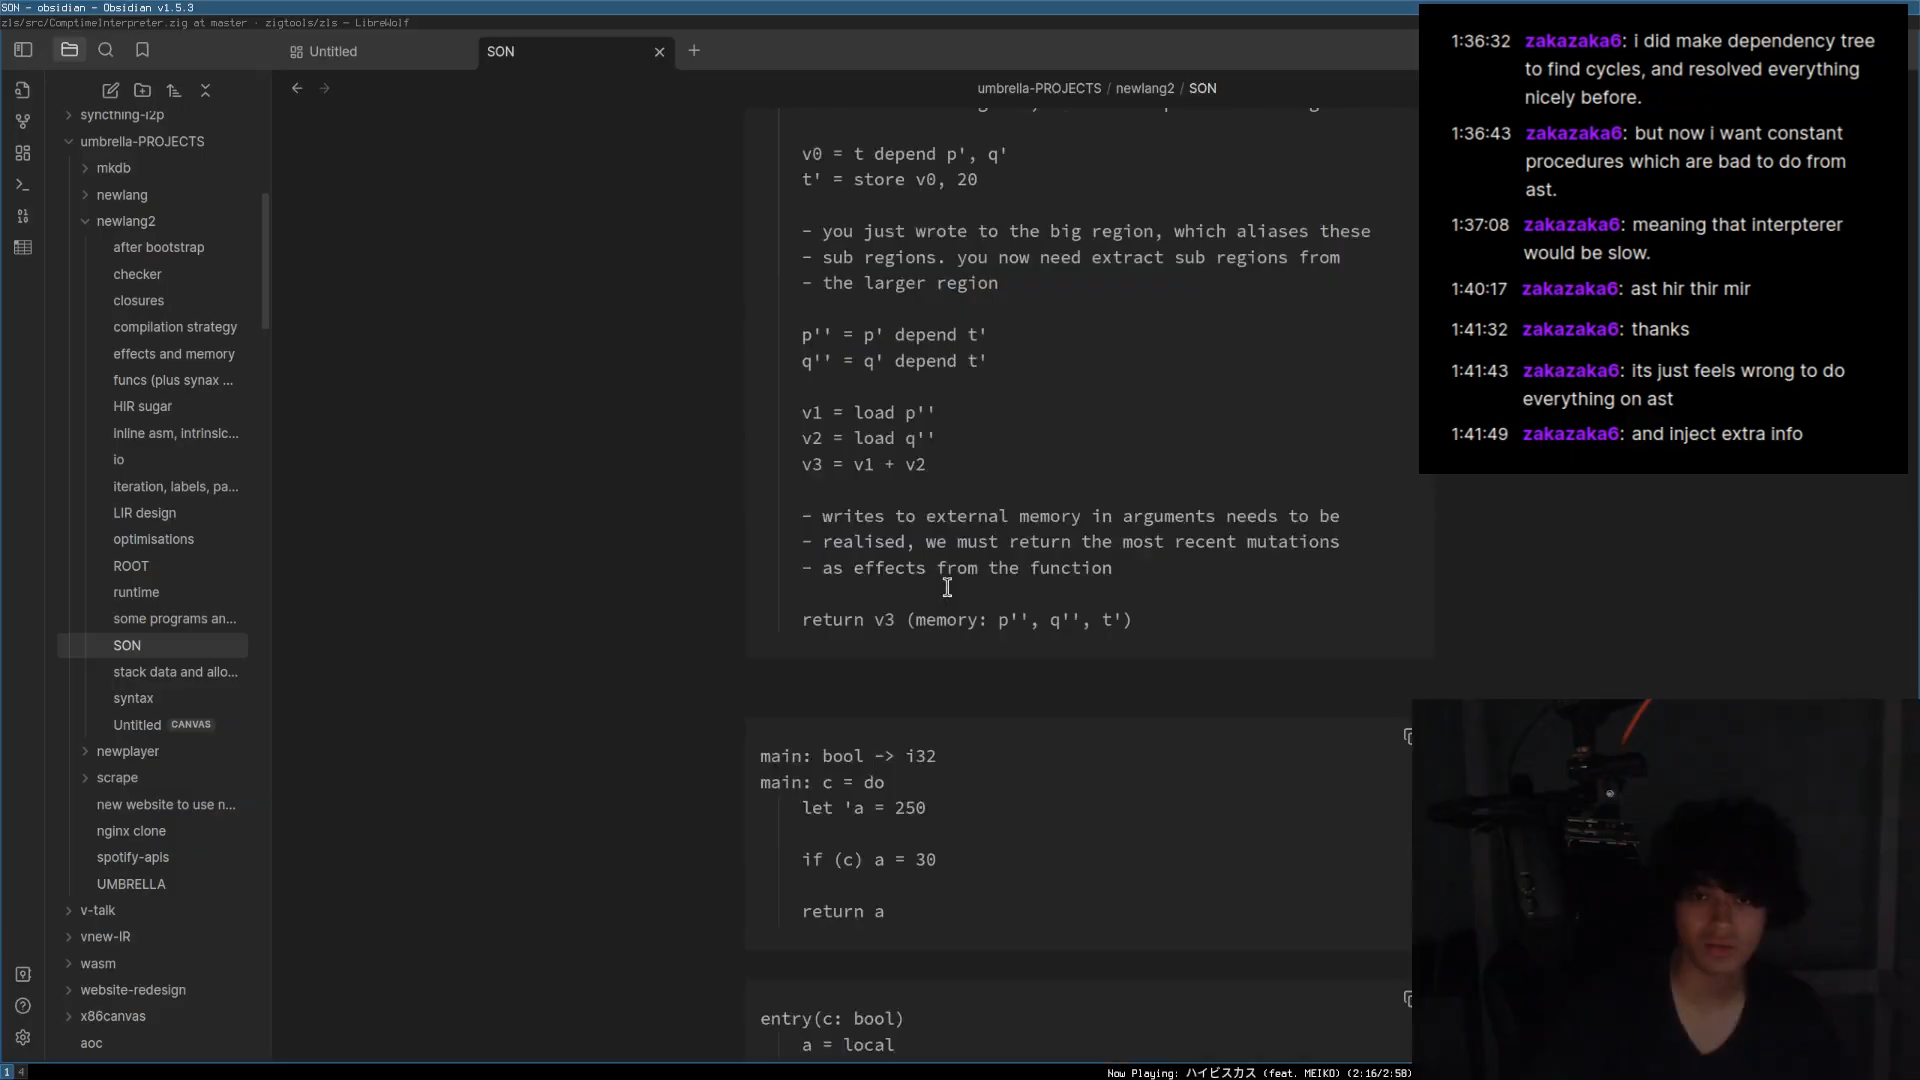 SON - obsidian - Obsidian v1.5.3
zls/src/ComptimeInterpreter.zig at master · zigtools/zls — LibreWolf
Untitled
SON
umbrella-PROJECTS / newlang2 / SON
syncthing-i2p
umbrella-PROJECTS
mkdb
newlang
newlang2
after bootstrap
checker
closures
compilation strategy
effects and memory
funcs (plus synax ...
HIR sugar
inline asm, intrinsic...
io
iteration, labels, pa...
LIR design
optimisations
ROOT
runtime
some programs an...
SON
stack data and allo...
syntax
Untitled CANVAS
newplayer
scrape
new website to use n...
nginx clone
spotify-apis
UMBRELLA
v-talk
vnew-IR
wasm
website-redesign
x86canvas
aoc
v0 = t depend p', q'
t' = store v0, 20
- you just wrote to the big region, which aliases these
- sub regions. you now need extract sub regions from
- the larger region
p'' = p' depend t'
q'' = q' depend t'
v1 = load p''
v2 = load q''
v3 = v1 + v2
- writes to external memory in arguments needs to be
- realised, we must return the most recent mutations
- as effects from the function
return v3 (memory: p'', q'', t')
main: bool -> i32
main: c = do
let 'a = 250
if (c) a = 30
return a
entry(c: bool)
a = local
1:36:32 zakazaka6: i did make dependency tree
to find cycles, and resolved everything
nicely before.
1:36:43 zakazaka6: but now i want constant
procedures which are bad to do from
ast.
1:37:08 zakazaka6: meaning that interpterer
would be slow.
1:40:17 zakazaka6: ast hir thir mir
1:41:32 zakazaka6: thanks
1:41:43 zakazaka6: its just feels wrong to do
everything on ast
1:41:49 zakazaka6: and inject extra info
1 4
Now Playing: ハイビスカス (feat. MEIKO) (2:16/2:58)